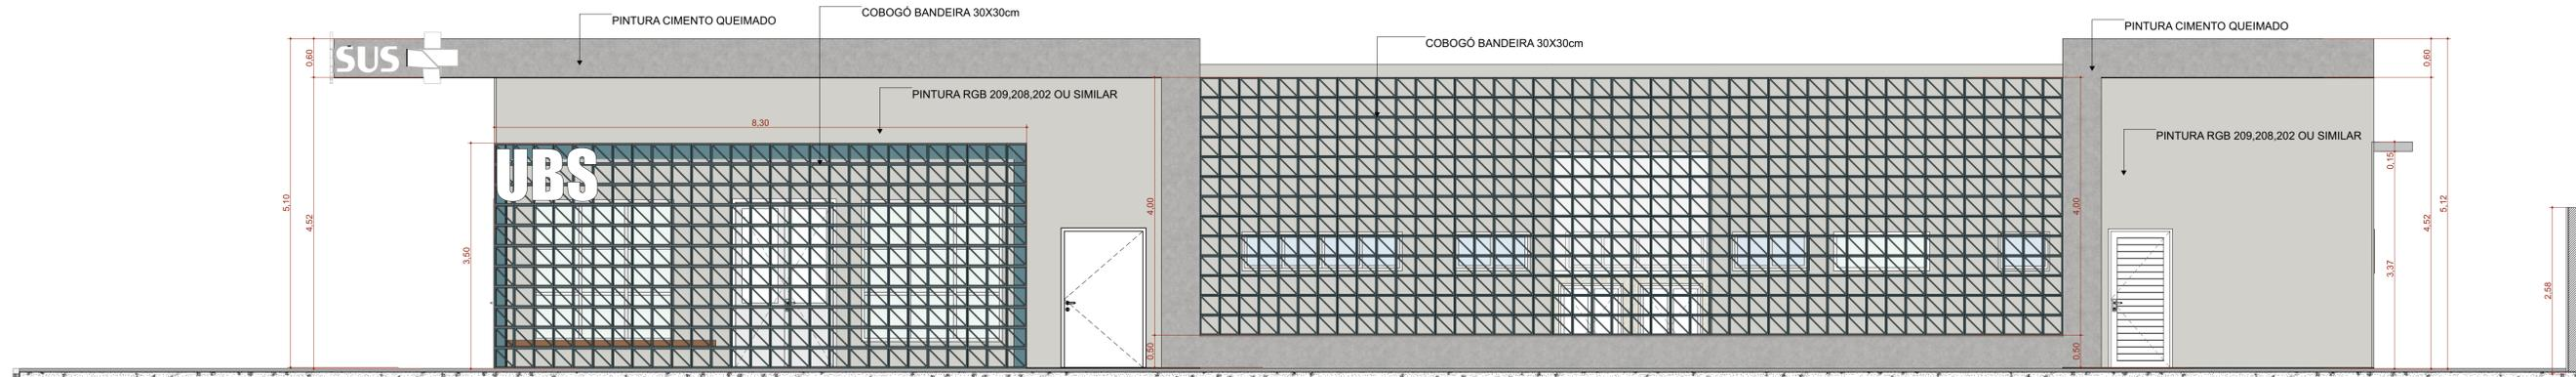 COBOGÓ BANDEIRA 30X30cm
PINTURA CIMENTO QUEIMADO
PINTURA CIMENTO QUEIMADO
COBOGÓ BANDEIRA 30X30cm
SUS
0,60
0,60
PINTURA RGB 209,208,202 OU SIMILAR
8,30
PINTURA RGB 209,208,202 OU SIMILAR
UBS
0,15
5,10
4,52
3,50
4,00
4,00
4,52
5,12
3,37
2,58
0,50
0,50